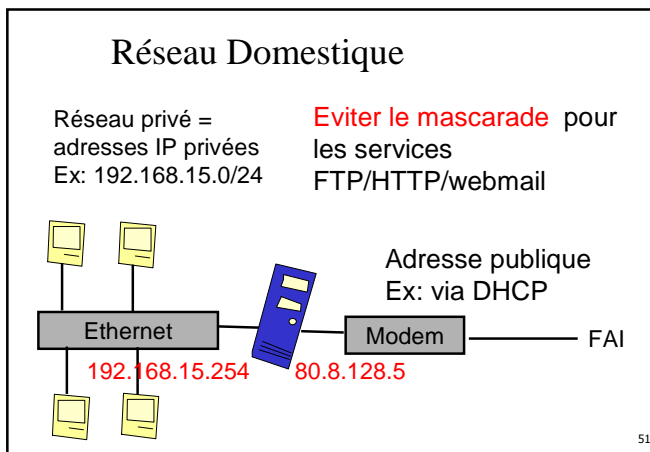 Réseau Domestique
Réseau privé =
adresses IP privées
Ex: 192.168.15.0/24
Eviter le mascarade pour
les services
FTP/HTTP/webmail
Adresse publique
Ex: via DHCP
Ethernet
Modem
FAI
192.168.15.254
80.8.128.5
51